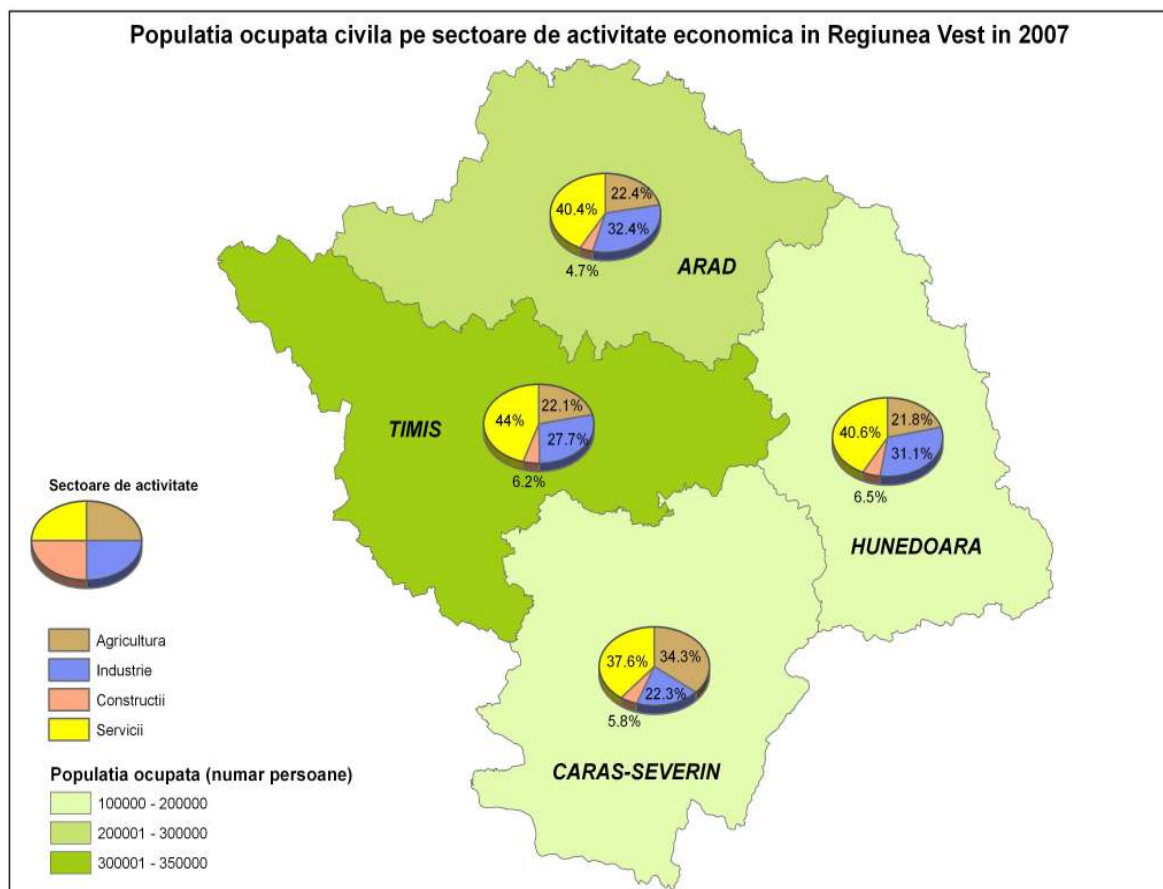 Populatia ocupata civila pe sectoare de activitate economica in Regiunea Vest in 2007
22.4%
40.4%
32.4%
4.7%
ARAD
22.1%
44%
27.7%
6.2%
TIMIS
21.8%
40.6%
31.1%
6.5%
HUNEDOARA
34.3%
37.6%
22.3%
5.8%
CARAS-SEVERIN
Sectoare de activitate
Agricultura
Industrie
Constructii
Servicii
Populatia ocupata (numar persoane)
100000 - 200000
200001 - 300000
300001 - 350000